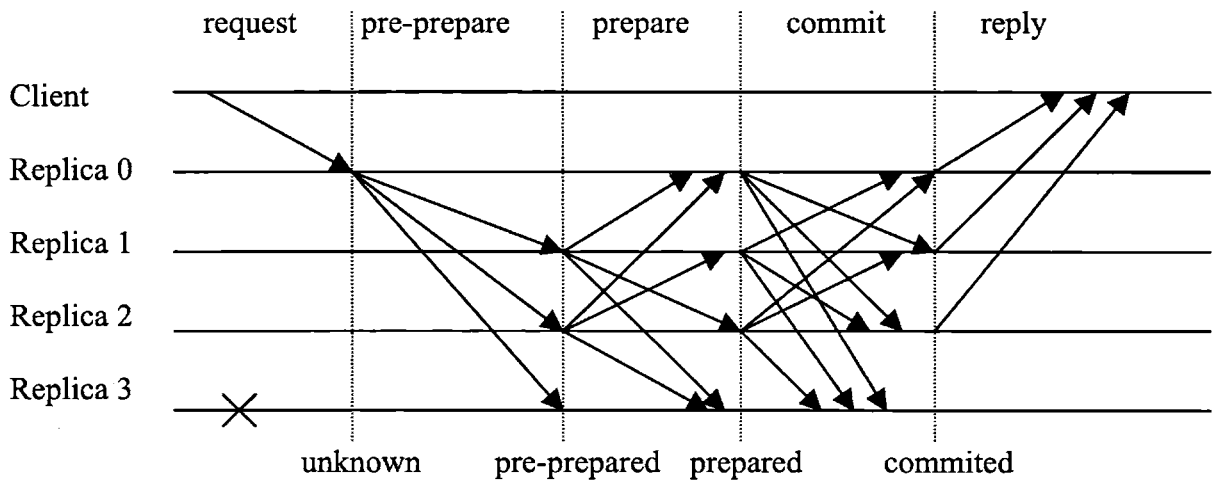 request pre-prepare prepare commit reply
Client
Replica 0
Replica 1
Replica 2
Replica 3
unknown pre-prepared prepared commited